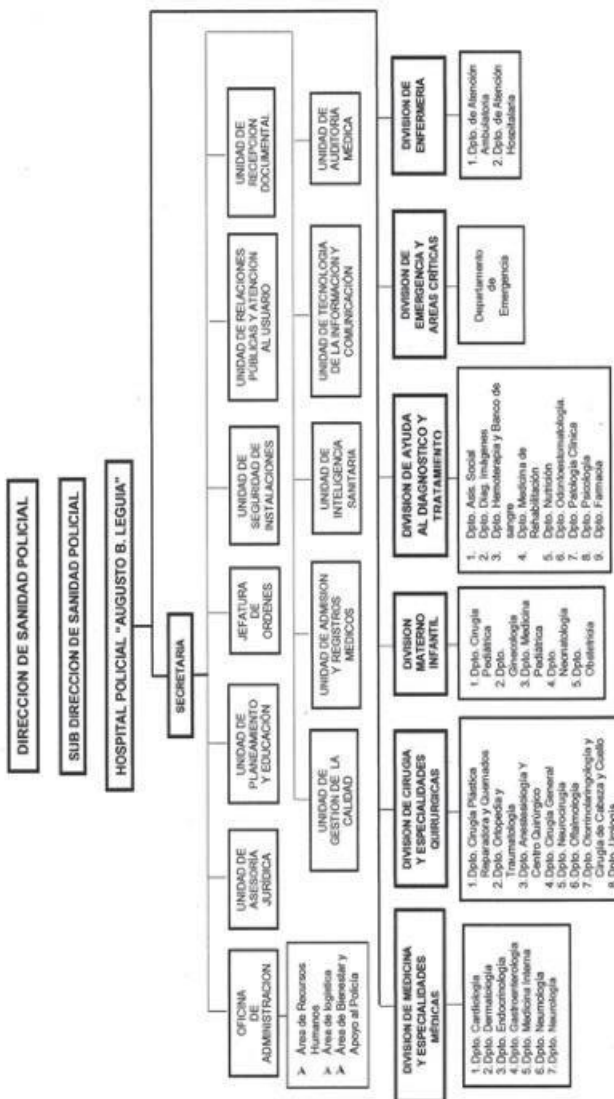 DIRECCION DE SANIDAD POLICIAL
SUB DIRECCION DE SANIDAD POLICIAL
HOSPITAL POLICIAL "AUGUSTO B. LEGUIA"
SECRETARIA
OFICINA
DE
ADMINISTRACION
UNIDAD DE
ASESORÍA
JURÍDICA
UNIDAD DE
PLANEAMIENTO
Y EDUCACIÓN
JEFATURA
DE
ORDENES
UNIDAD DE
SEGURIDAD DE
INSTALACIONES
UNIDAD DE RELACIONES
PÚBLICAS Y ATENCION
AL USUARIO
UNIDAD DE
RECEPCION
DOCUMENTAL
➢ Área de Recursos
Humanos
➢ Área de logística
➢ Área de Bienestar y
Apoyo al Policía
UNIDAD DE
GESTION DE LA
CALIDAD
UNIDAD DE ADMISION
Y REGISTROS
MEDICOS
UNIDAD DE
INTELIGENCIA
SANITARIA
UNIDAD DE TECNOLOGIA
DE LA INFORMACION Y
COMUNICACIÓN
UNIDAD DE
AUDITORIA
MÉDICA
DIVISION DE MEDICINA
Y ESPECIALIDADES
MÉDICAS
DIVISION DE CIRUGIA
Y ESPECIALIDADES
QUIRURGICAS
DIVISION
MATERNO
INFANTIL
DIVISION DE AYUDA
AL DIAGNOSTICO Y
TRATAMIENTO
DIVISION DE
EMERGENCIA Y
AREAS CRÍTICAS
DIVISION DE
ENFERMERIA
1. Dpto. Cardiología
2. Dpto. Dermatología
3. Dpto. Endocrinología
4. Dpto. Gastroenterología
5. Dpto. Medicina Interna
6. Dpto. Neumología
7. Dpto. Neurología
1. Dpto. Cirugía Plástica
Reparadora y Quemados
2. Dpto. Ortopedia y
Traumatología
3. Dpto. Anestesiología Y
Centro Quirúrgico
4. Dpto. Cirugía General
5. Dpto. Neurocirugía
6. Dpto. Oftalmología
7. Dpto. Otorrinolaringología y
Cirugía de Cabeza y Cuello.
8. Dpto. Urología
1. Dpto. Cirugía
Pediátrica
2. Dpto.
Ginecología
3. Dpto. Medicina
Pediátrica
4. Dpto.
Neonatología
5. Dpto.
Obstetricia
1. Dpto. Asis. Social
2. Dpto. Diag. Imágenes
3. Dpto. Hemoterapia y Banco de
sangre
4. Dpto. Medicina de
Rehabilitación
5. Dpto. Nutrición
6. Dpto. Odontoestomatología.
7. Dpto. Patología Clínica
8. Dpto. Psicología
9. Dpto. Farmacia
Departamento
de
Emergencia
1. Dpto. de Atención
Ambulatoria
2. Dpto. de Atención
Hospitalaria